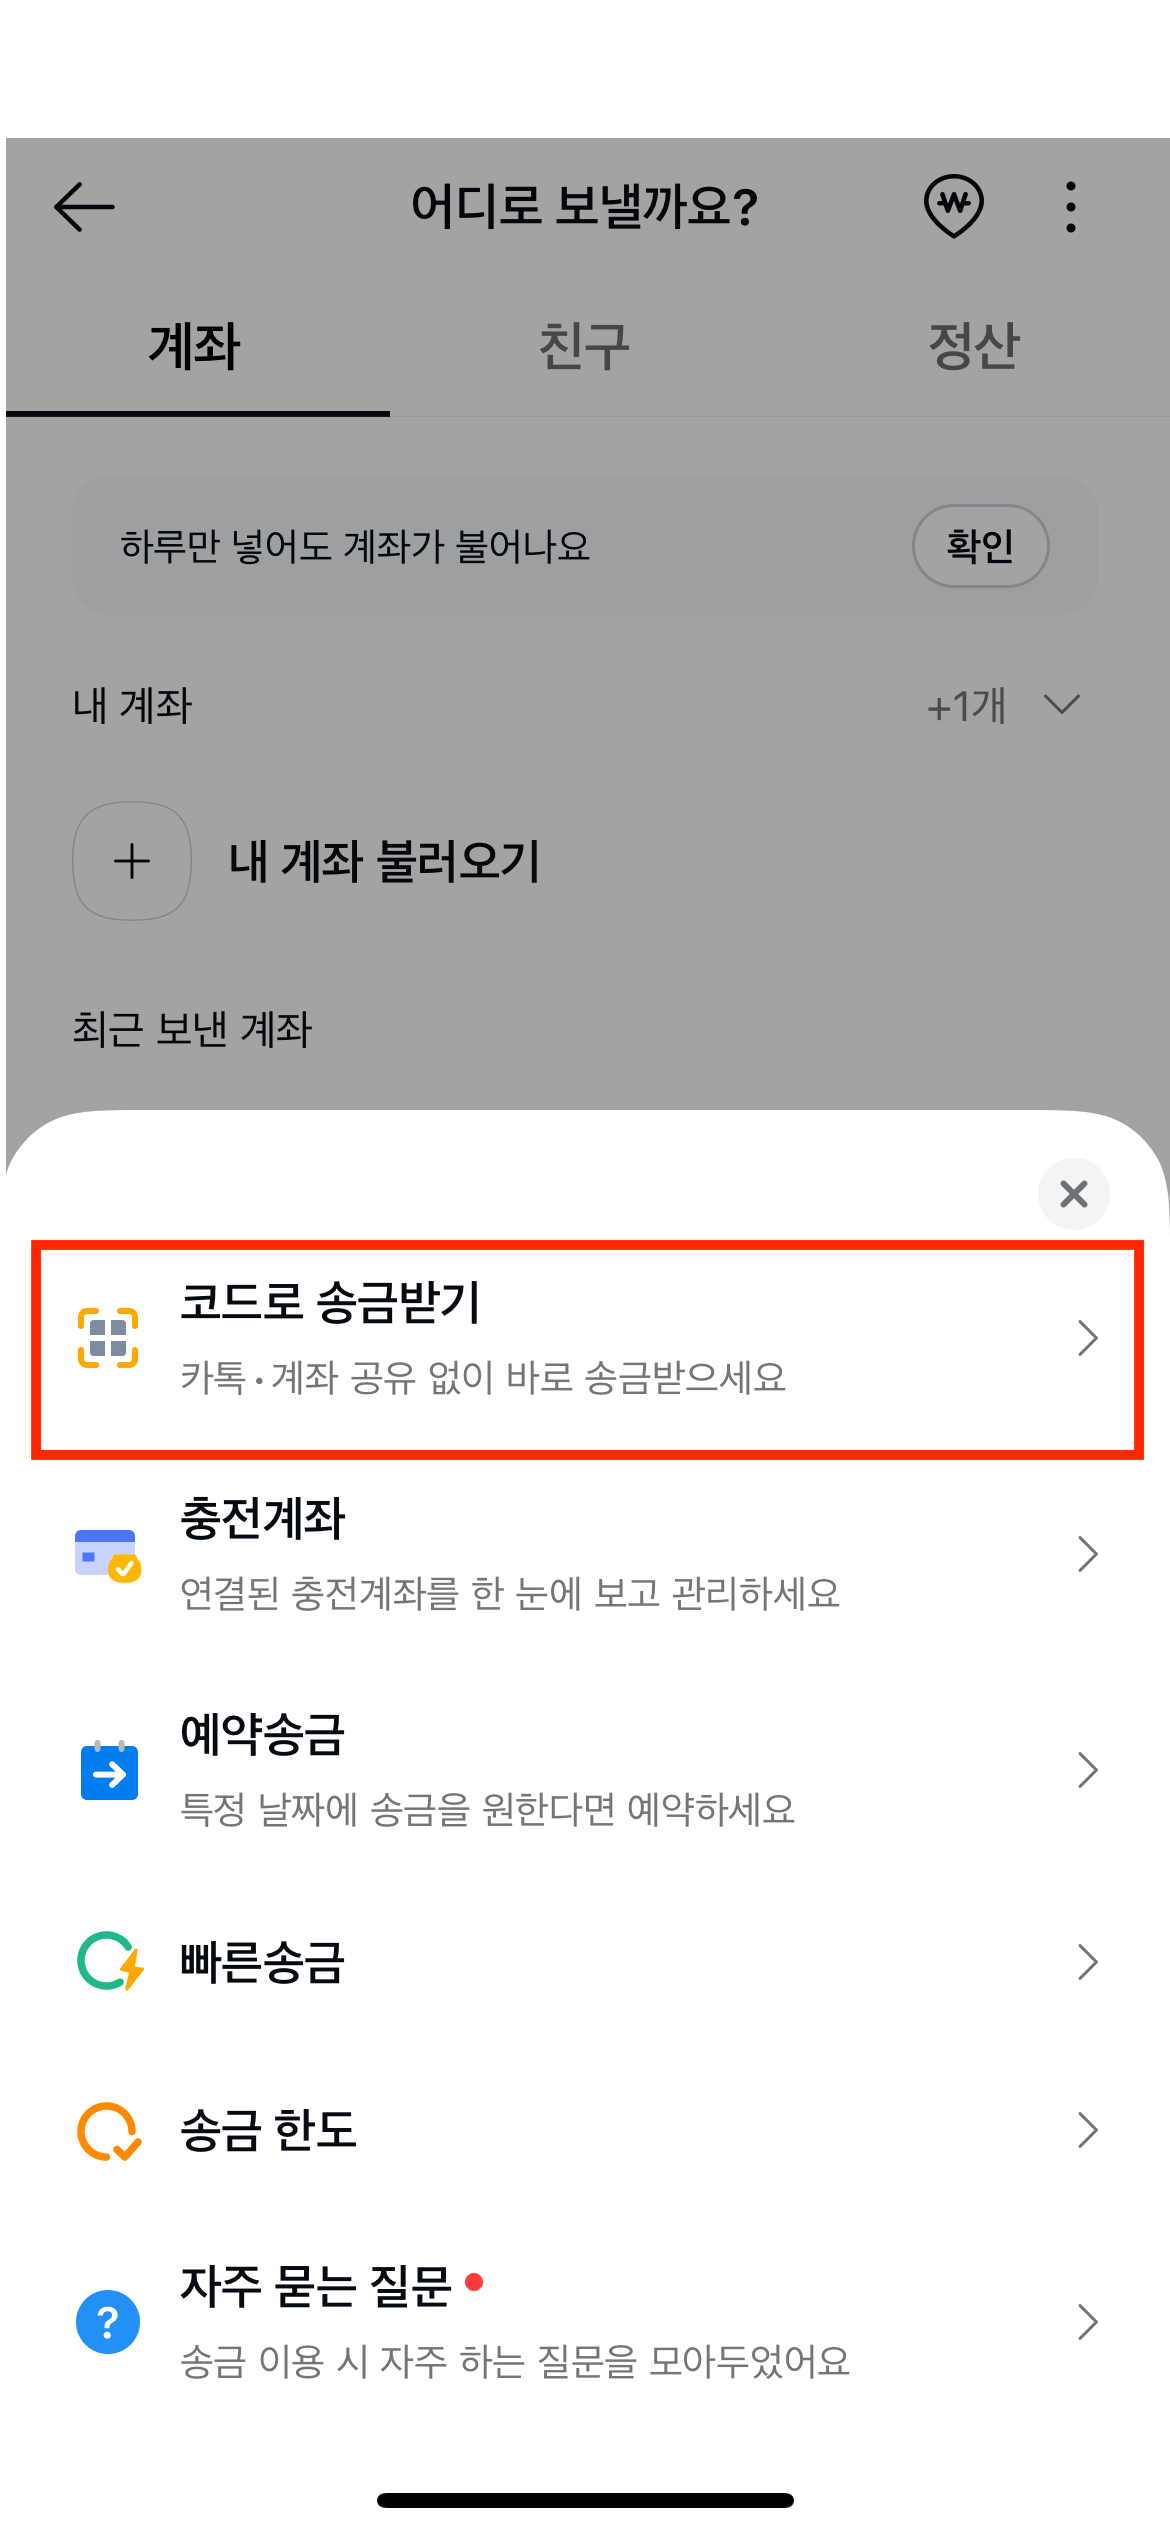 어디로 보낼까요?
계좌 친구 정산
하루만 넣어도 계좌가 불어나요 확인
내 계좌 +1개
내 계좌 불러오기
최근 보낸 계좌
코드로 송금받기
카톡 • 계좌 공유 없이 바로 송금받으세요
충전계좌
연결된 충전계좌를 한 눈에 보고 관리하세요
예약송금
특정 날짜에 송금을 원한다면 예약하세요
빠른송금
송금 한도
자주 묻는 질문
송금 이용 시 자주 하는 질문을 모아두었어요